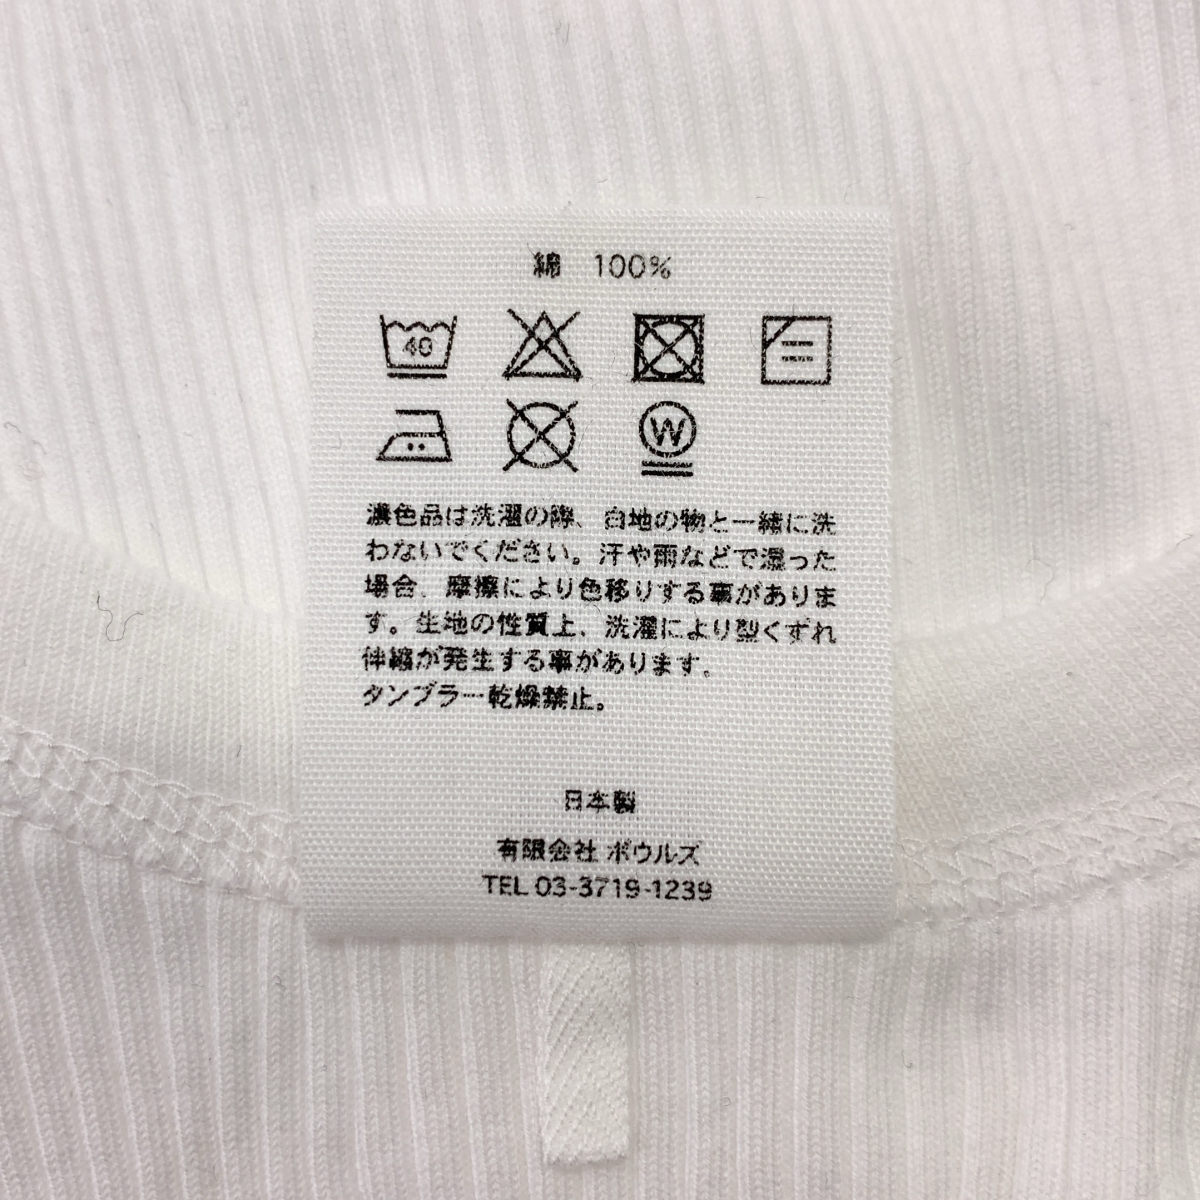 綿 100%
40
W
濃色品は洗濯の際、白地の物と一緒に洗
わないでください。汗や雨などで湿った
場合、摩擦により色移りする事がありま
す。生地の性質上、洗濯により型くずれ
伸縮が発生する事があります。
タンブラー乾燥禁止。
日本製
有限会社 ボウルズ
TEL 03-3719-1239